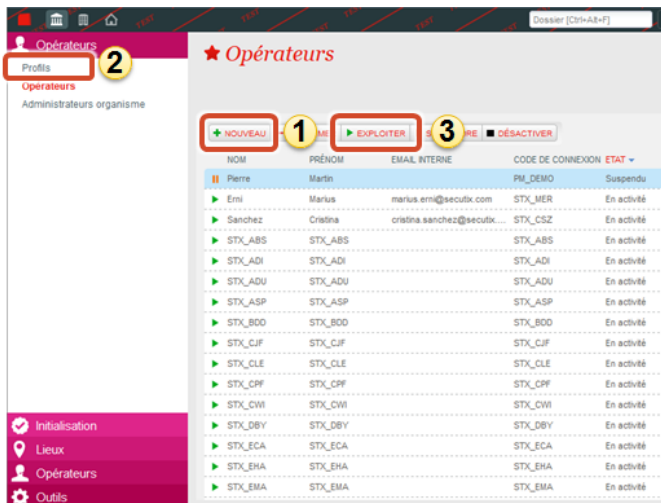 TEST TEST TEST TEST TEST
Dossier [Ctrl+Alt+F]
Opérateurs
Profils
2
Opérateurs
Administrateurs organisme
Opérateurs
NOUVEAU 1 EXPLOITER 3 DÉSACTIVER
NOM PRÉNOM EMAIL INTERNE CODE DE CONNEXION ETAT
Pierre Martin PM_DEMO Suspendu
Erni Marius marius.erni@secutix.com STX_MER En activité
Sanchez Cristina cristina.sanchez@secutix.... STX_CSZ En activité
STX_ABS STX_ABS STX_ABS En activité
STX_ADI STX_ADI STX_ADI En activité
STX_ADU STX_ADU STX_ADU En activité
STX_ASP STX_ASP STX_ASP En activité
STX_BDD STX_BDD STX_BDD En activité
STX_CJF STX_CJF STX_CJF En activité
STX_CLE STX_CLE STX_CLE En activité
STX_CPF STX_CPF STX_CPF En activité
STX_CWI STX_CWI STX_CWI En activité
STX_DBY STX_DBY STX_DBY En activité
STX_ECA STX_ECA STX_ECA En activité
STX_EHA STX_EHA STX_EHA En activité
STX_EMA STX_EMA STX_EMA En activité
Initialisation
Lieux
Opérateurs
Outils